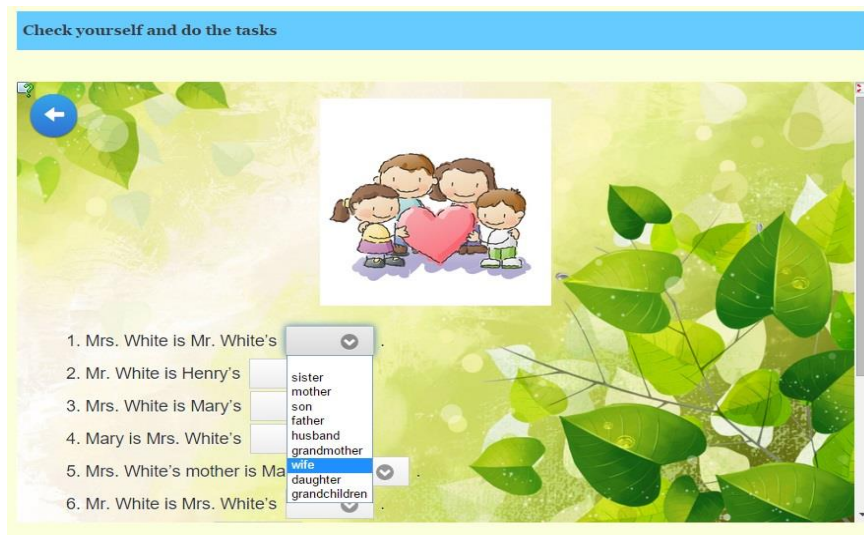 Check yourself and do the tasks
1. Mrs. White is Mr. White's .
2. Mr. White is Henry's
3. Mrs. White is Mary's
4. Mary is Mrs. White's
5. Mrs. White's mother is Ma .
6. Mr. White is Mrs. White's .
sister
mother
son
father
husband
grandmother
wife
daughter
grandchildren